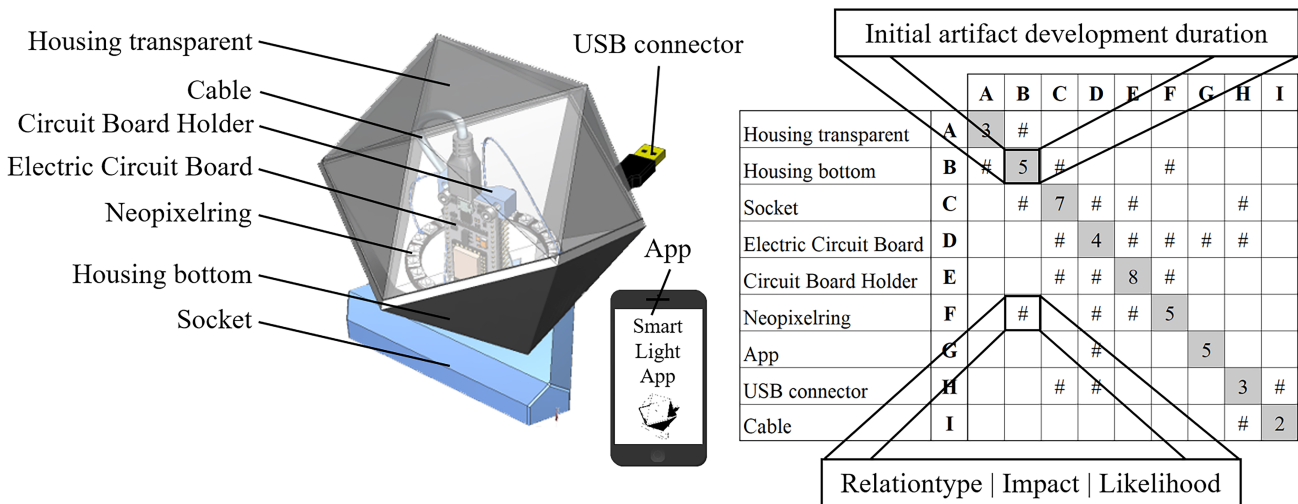 Housing transparent
Cable
Circuit Board Holder
Electric Circuit Board
Neopixelring
Housing bottom
Socket
USB connector
App
Smart
Light
App
Initial artifact development duration
A B C D E F G H I
Housing transparent A 3 #
Housing bottom B # 5 # #
Socket C # 7 # # #
Electric Circuit Board D # 4 # # # #
Circuit Board Holder E # # 8 #
Neopixelring F # # # 5
App G # 5
USB connector H # # 3 #
Cable I # 2
Relationtype | Impact | Likelihood